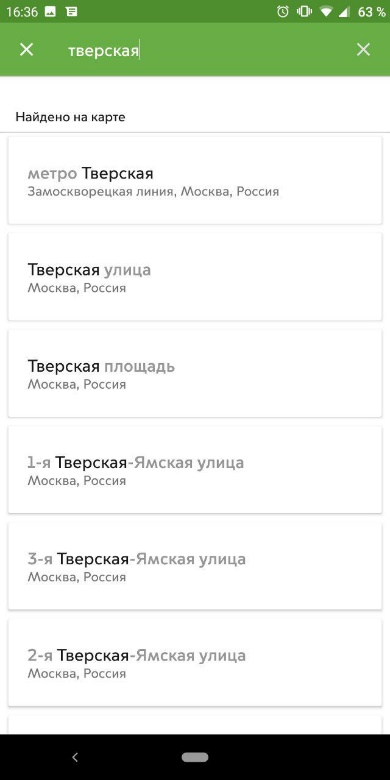 16:36 63 %
тверская
Найдено на карте
метро Тверская
Замоскворецкая линия, Москва, Россия
Тверская улица
Москва, Россия
Тверская площадь
Москва, Россия
1-я Тверская-Ямская улица
Москва, Россия
3-я Тверская-Ямская улица
Москва, Россия
2-я Тверская-Ямская улица
Москва, Россия